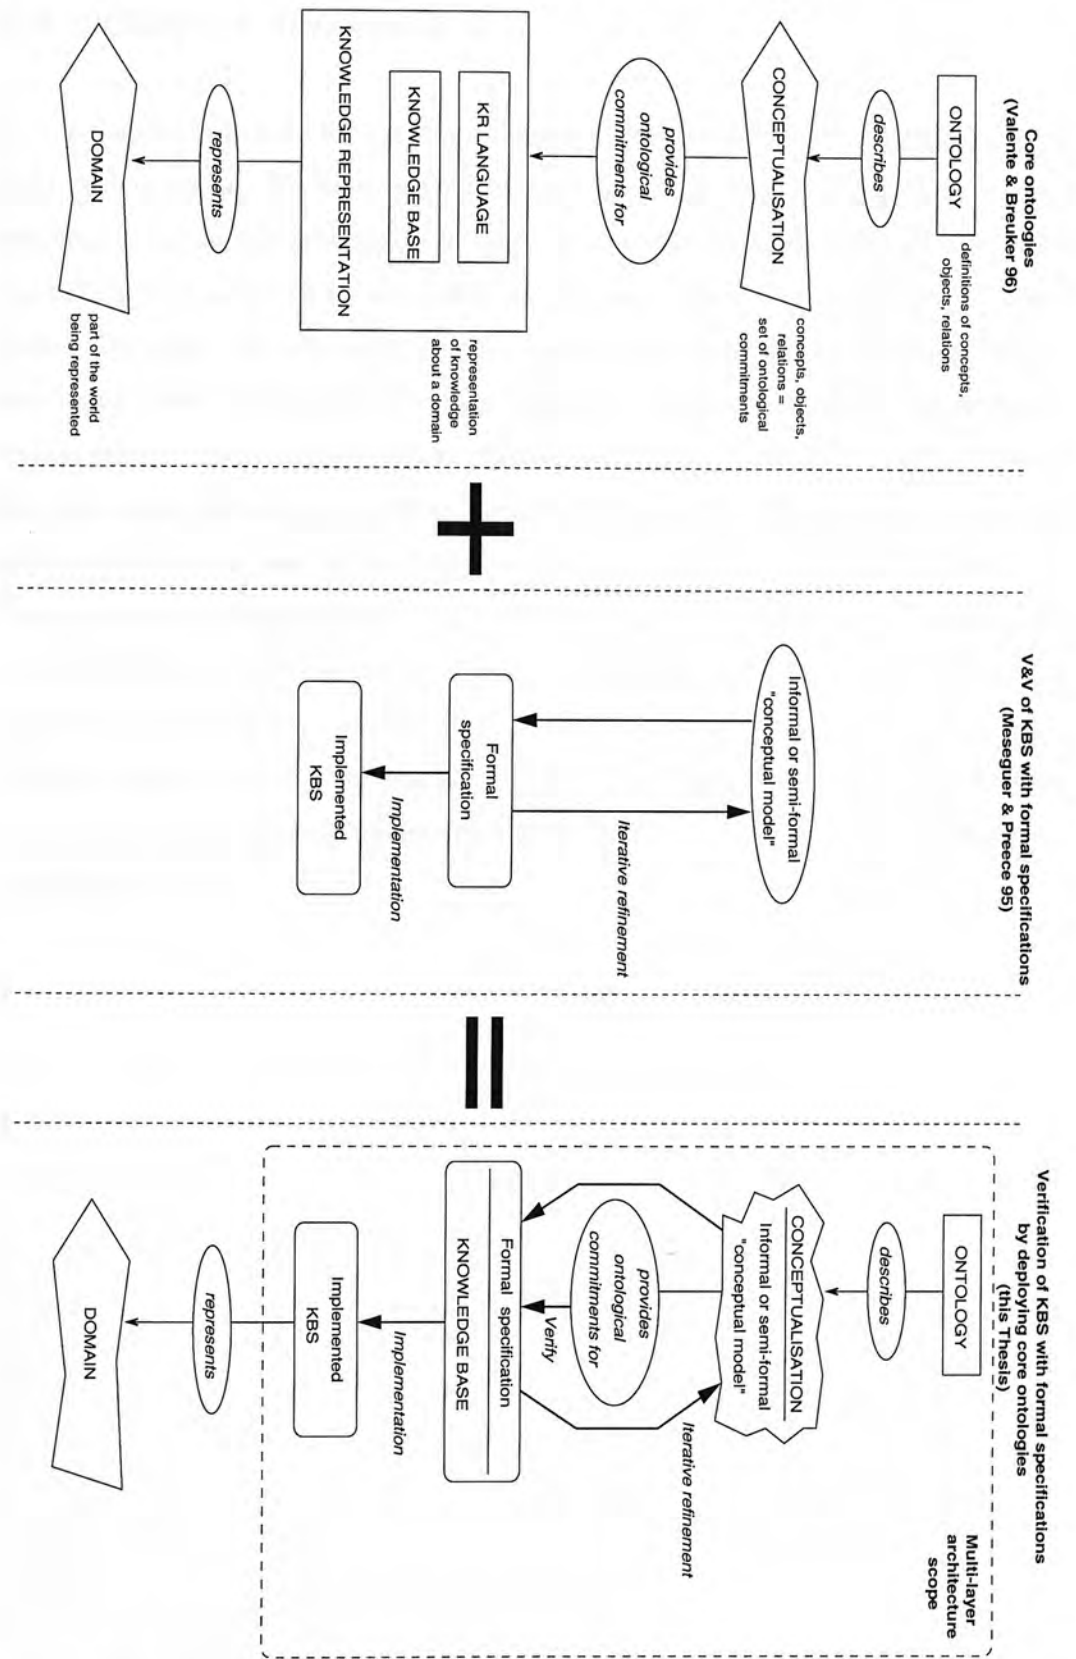 Core ontologies
(Valente & Breuker 96)
ONTOLOGY
definitions of concepts,
objects, relations
describes
CONCEPTUALISATION
concepts, objects,
relations =
set of ontological
commitments
provides
ontological
commitments for
KR LANGUAGE
KNOWLEDGE BASE
KNOWLEDGE REPRESENTATION
representation
of knowledge
about a domain
represents
DOMAIN
part of the world
being represented
+
V&V of KBS with formal specifications
(Meseguer & Preece 95)
Informal or semi-formal
"conceptual model"
Iterative refinement
Formal
specification
Implementation
Implemented
KBS
=
Verification of KBS with formal specifications
by deploying core ontologies
(this Thesis)
Multi-layer
architecture
scope
ONTOLOGY
describes
CONCEPTUALISATION
Informal or semi-formal
"conceptual model"
Iterative refinement
provides
ontological
commitments for
Verify
Formal specification
KNOWLEDGE BASE
Implementation
Implemented
KBS
represents
DOMAIN